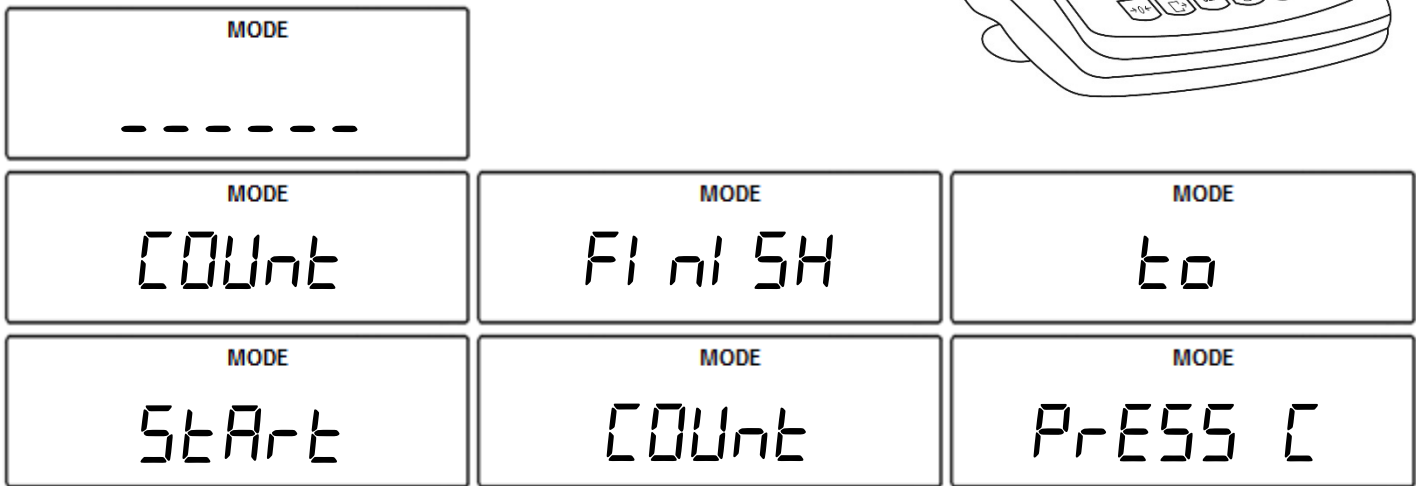 MODE
------
MODE MODE MODE
COUnt FInISH to
MODE MODE MODE
StArt COUnt PrESS C